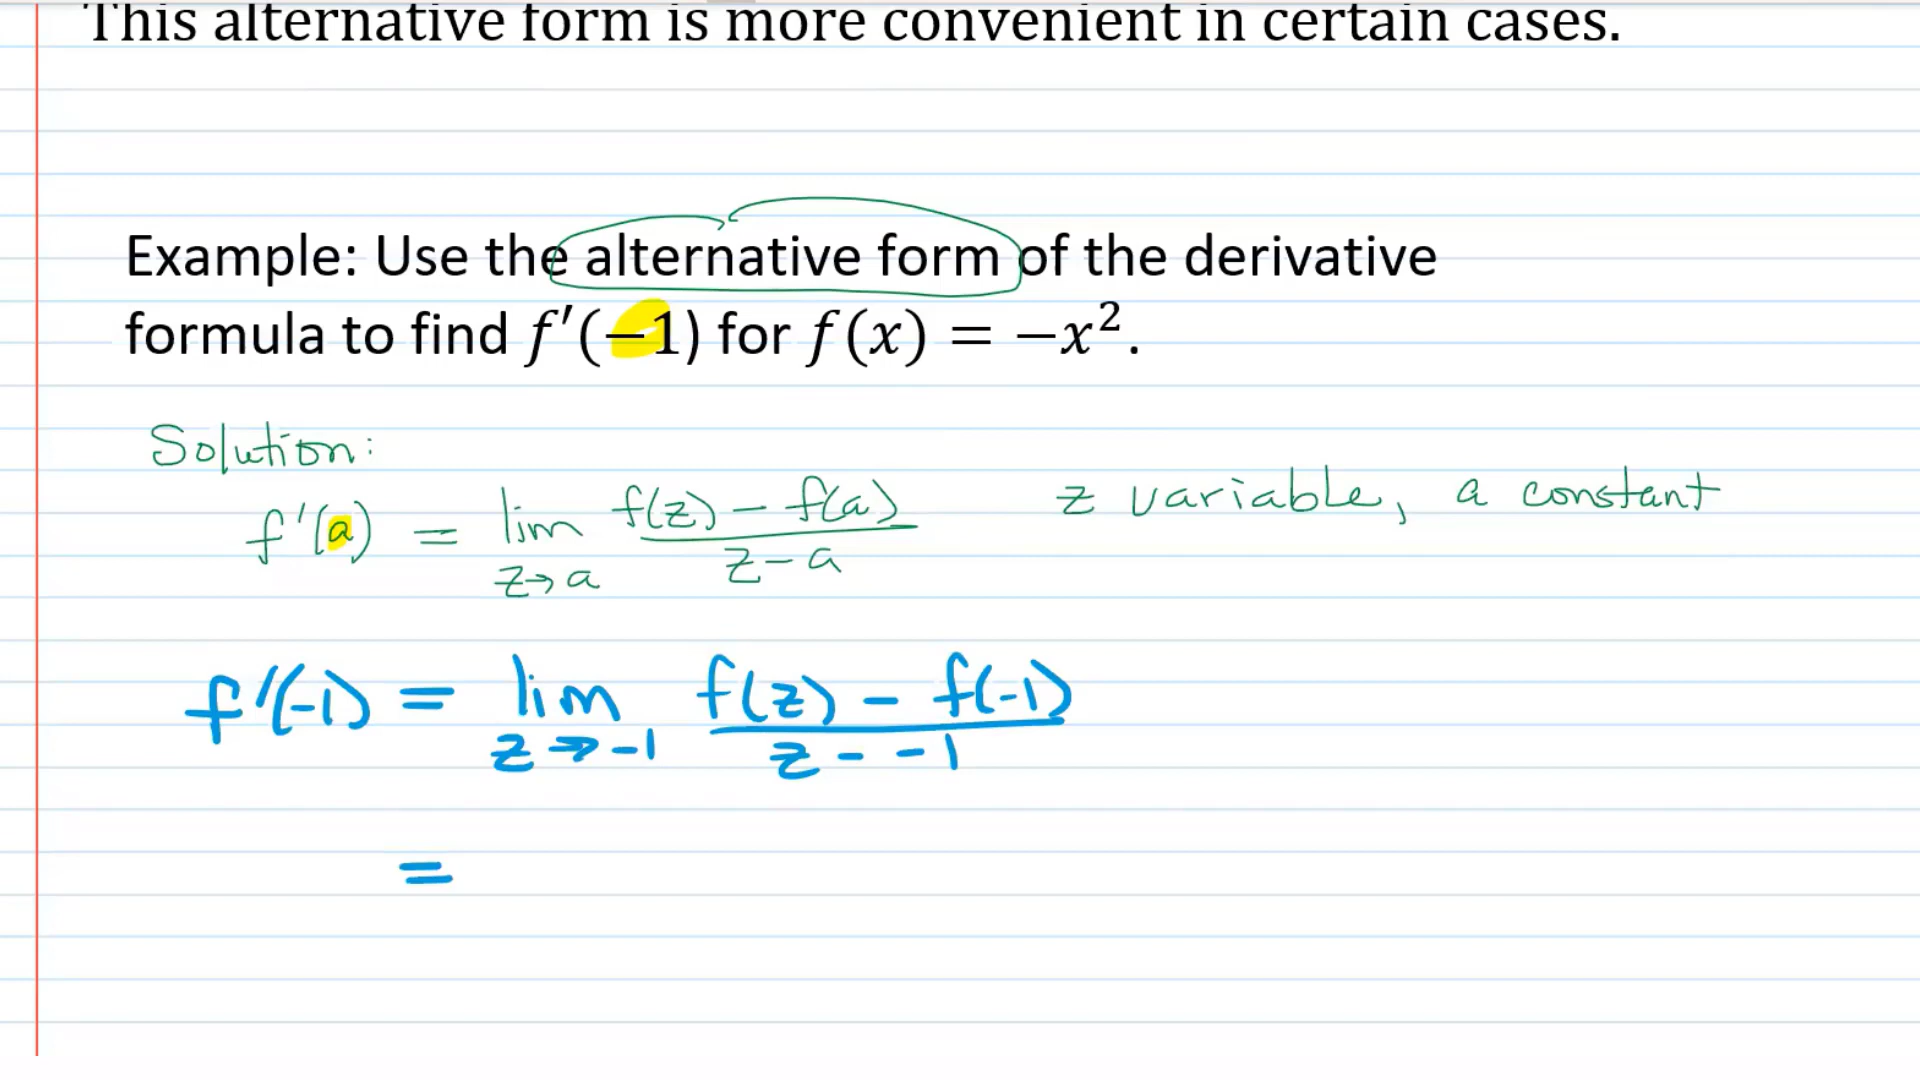 This alternative form is more convenient in certain cases.
Example: Use the alternative form of the derivative
formula to find f′(−1) for f(x) = −x².
Solution:
f'(a) = lim z→a f(z) − f(a) / z − a    z variable, a constant
f'(-1) = lim z→-1 f(z) − f(-1) / z - -1
=